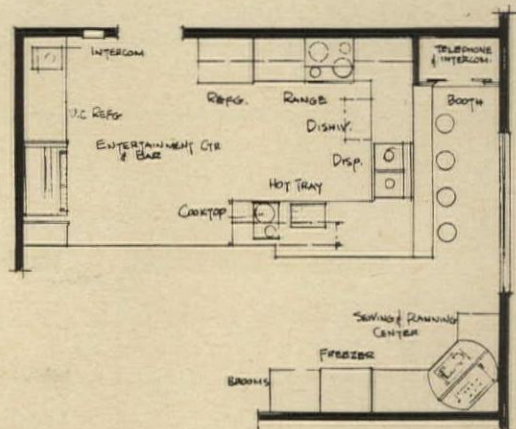 INTERCOM
TELEPHONE
& INTERCOM.
REFG.
RANGE
BOOTH
U.C REFG
DISHW.
ENTERTAINMENT CTR
& BAR
DISP.
HOT TRAY
COOKTOP
SEWING & PLANNING
CENTER
FREEZER
BROOMS